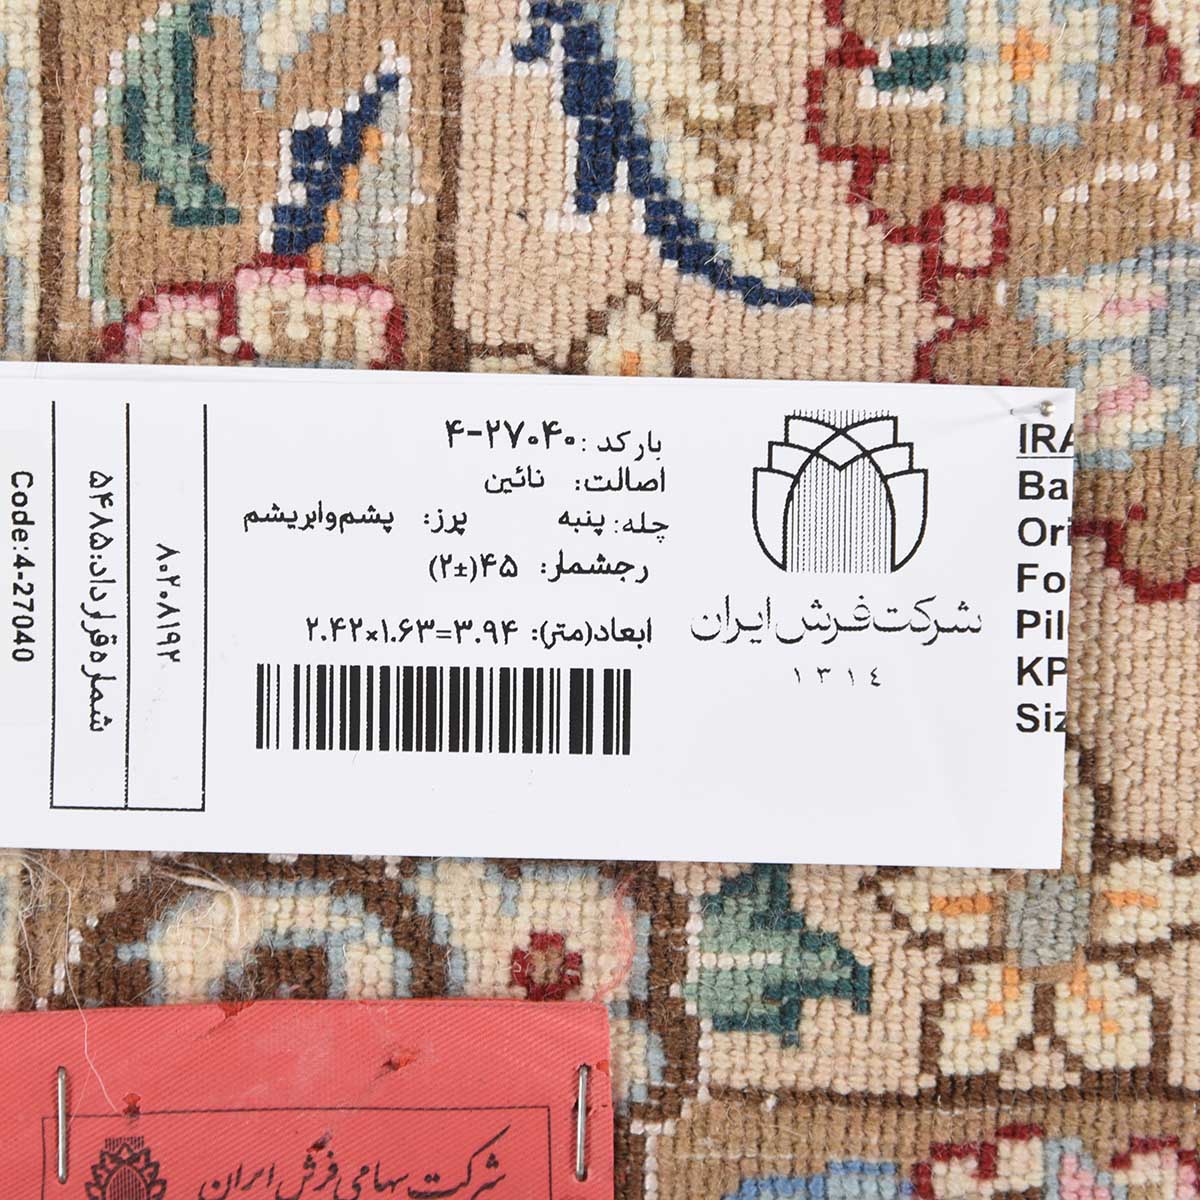 بارکد : ۴-۲۷۰۴۰
اصالت: نائین
چله: پنبه پرز: پشم‌وابریشم
رجشمار: ۴۵(±۲)
ابعاد(متر): ۲.۴۲×۱.۶۳=۳.۹۴
شرکت فرش ایران
١٣١٤
IRA
Ba
Ori
Fo
Pil
KP
Siz
۸۰۲۰۸۱۹۲
شماره قرارداد: ۵۴۸۵
Code:4-27040
شرکت سهامی فرش ایران